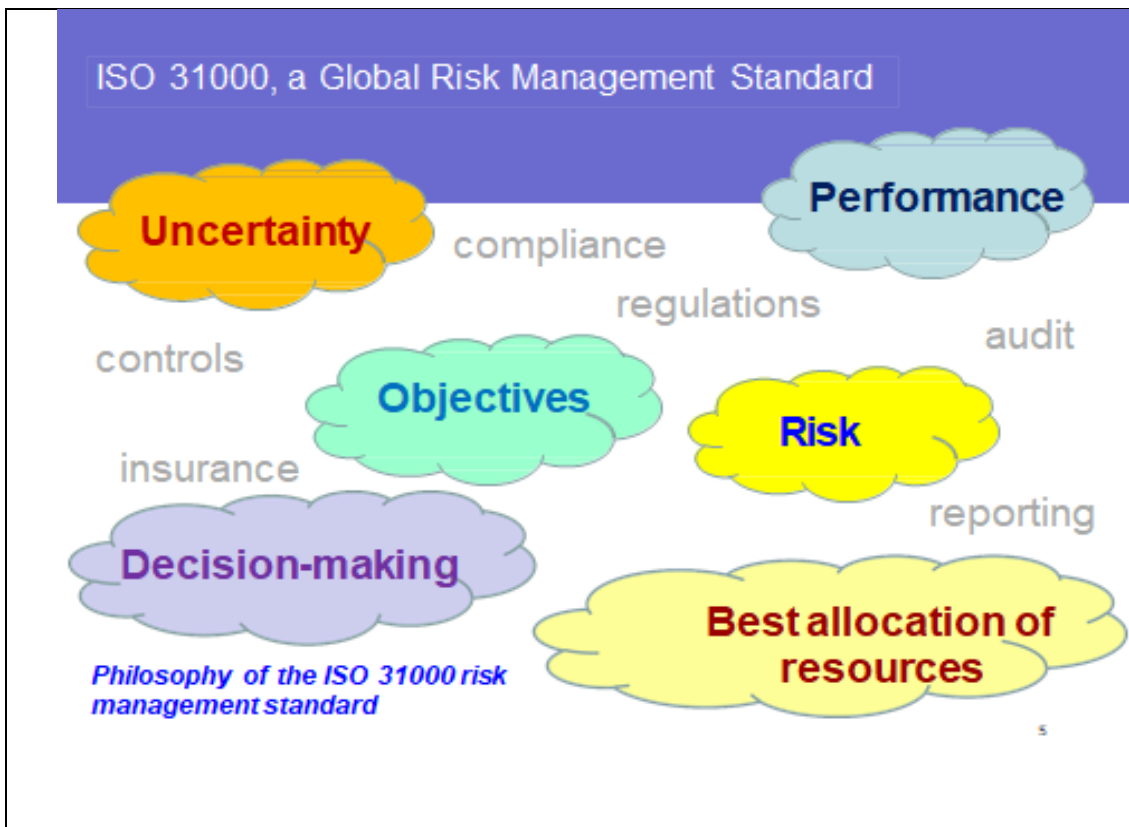 ISO 31000, a Global Risk Management Standard
Uncertainty
Performance
compliance
regulations
audit
controls
Objectives
Risk
insurance
reporting
Decision-making
Best allocation of
resources
Philosophy of the ISO 31000 risk
management standard
5